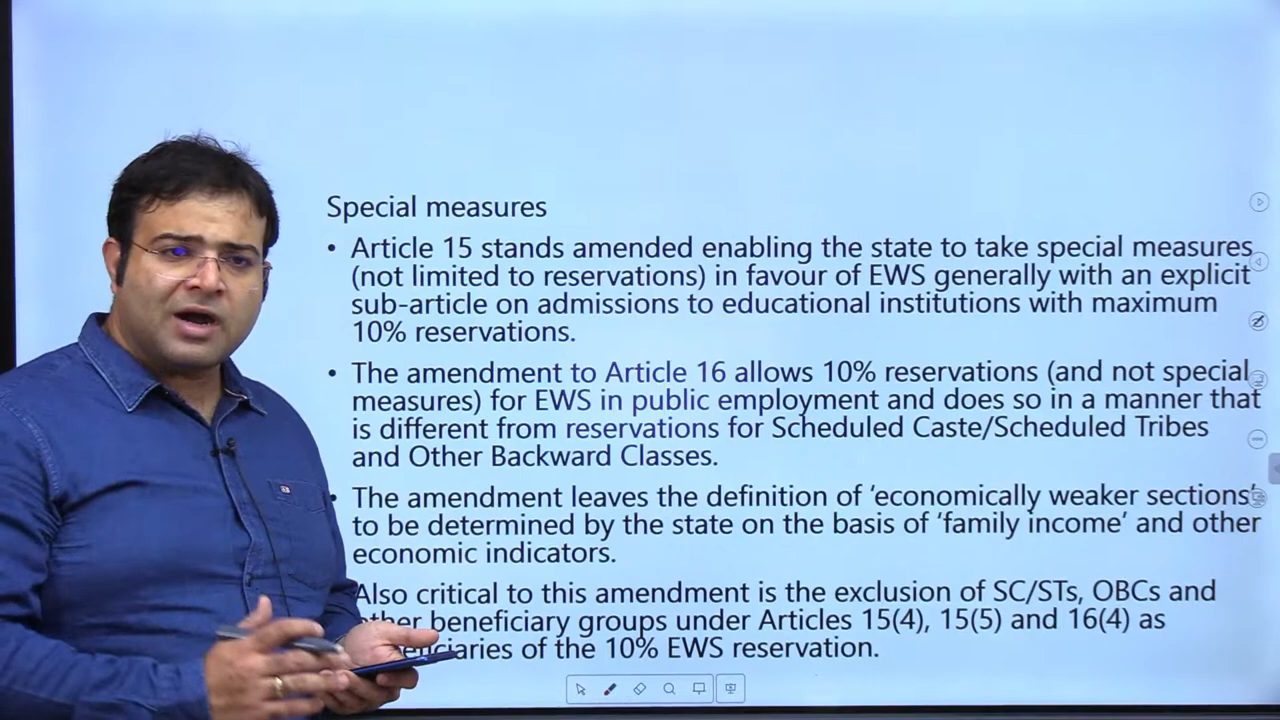 Special measures
• Article 15 stands amended enabling the state to take special measures
(not limited to reservations) in favour of EWS generally with an explicit
sub-article on admissions to educational institutions with maximum
10% reservations.
• The amendment to Article 16 allows 10% reservations (and not special
measures) for EWS in public employment and does so in a manner that
is different from reservations for Scheduled Caste/Scheduled Tribes
and Other Backward Classes.
• The amendment leaves the definition of ‘economically weaker sections’
to be determined by the state on the basis of ‘family income’ and other
economic indicators.
Also critical to this amendment is the exclusion of SC/STs, OBCs and
other beneficiary groups under Articles 15(4), 15(5) and 16(4) as
of the 10% EWS reservation.